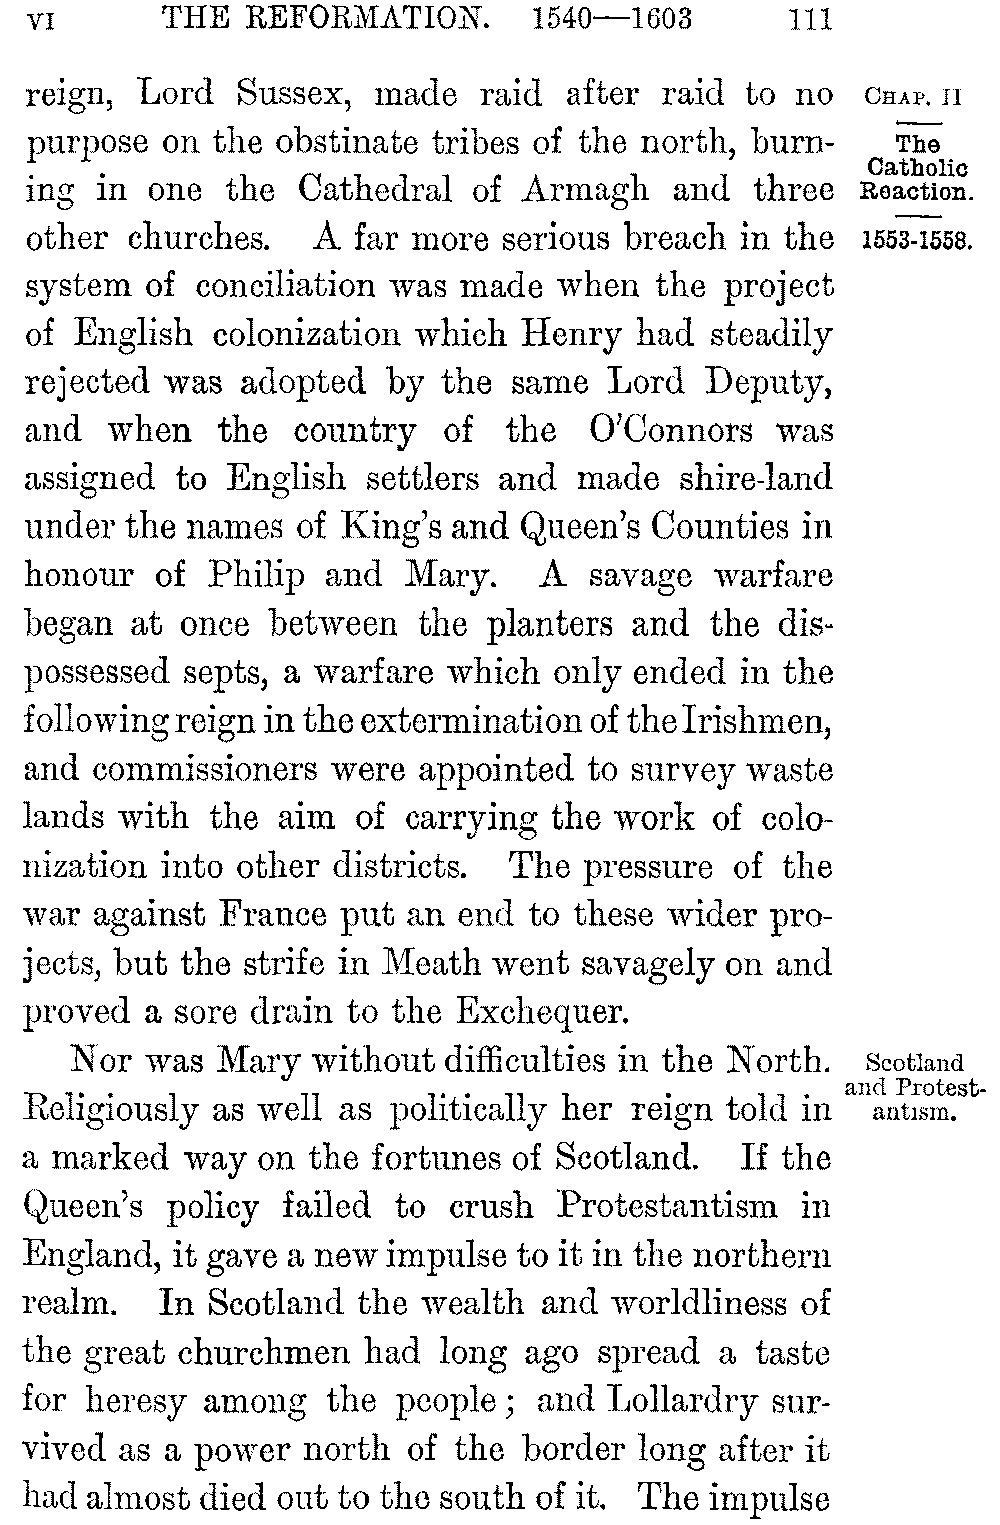 VI THE REFORMATION. 1540—1603 111
reign, Lord Sussex, made raid after raid to no
purpose on the obstinate tribes of the north, burn-
ing in one the Cathedral of Armagh and three
other churches. A far more serious breach in the
system of conciliation was made when the project
of English colonization which Henry had steadily
rejected was adopted by the same Lord Deputy,
and when the country of the O'Connors was
assigned to English settlers and made shire-land
under the names of King's and Queen's Counties in
honour of Philip and Mary. A savage warfare
began at once between the planters and the dis-
possessed septs, a warfare which only ended in the
following reign in the extermination of the Irishmen,
and commissioners were appointed to survey waste
lands with the aim of carrying the work of colo-
nization into other districts. The pressure of the
war against France put an end to these wider pro-
jects, but the strife in Meath went savagely on and
proved a sore drain to the Exchequer.
Nor was Mary without difficulties in the North.
Religiously as well as politically her reign told in
a marked way on the fortunes of Scotland. If the
Queen's policy failed to crush Protestantism in
England, it gave a new impulse to it in the northern
realm. In Scotland the wealth and worldliness of
the great churchmen had long ago spread a taste
for heresy among the people; and Lollardry sur-
vived as a power north of the border long after it
had almost died out to the south of it. The impulse
CHAP. II
The
Catholic
Reaction.
1553-1558.
Scotland
and Protest-
antism.